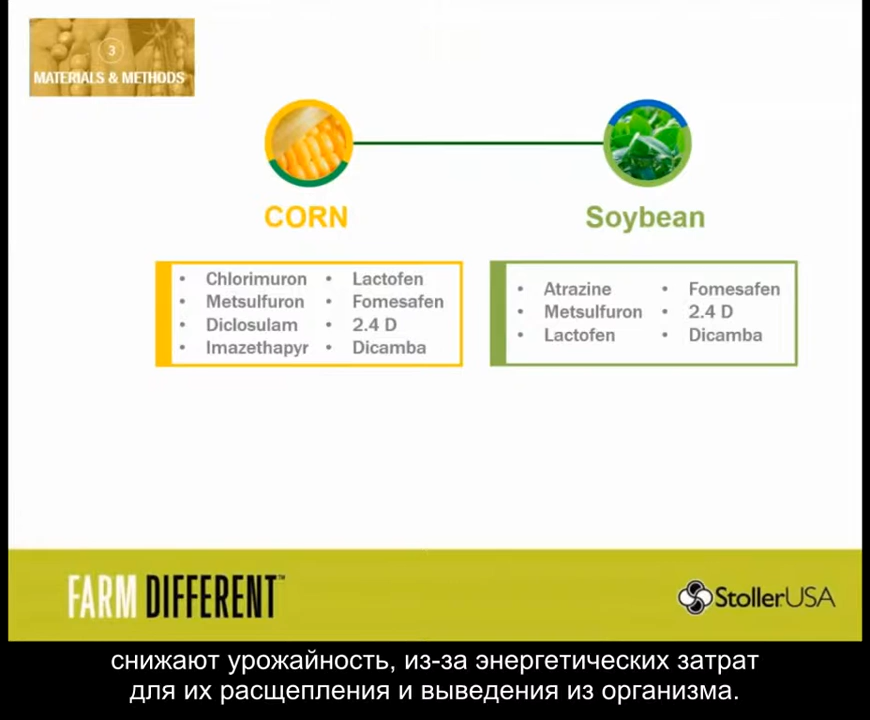 3
MATERIALS & METHODS
CORN
Soybean
• Chlorimuron • Lactofen
• Metsulfuron • Fomesafen
• Diclosulam • 2.4 D
• Imazethapyr • Dicamba
• Atrazine • Fomesafen
• Metsulfuron • 2.4 D
• Lactofen • Dicamba
FARM DIFFERENT™
StollerUSA
снижают урожайность, из-за энергетических затрат
для их расщепления и выведения из организма.